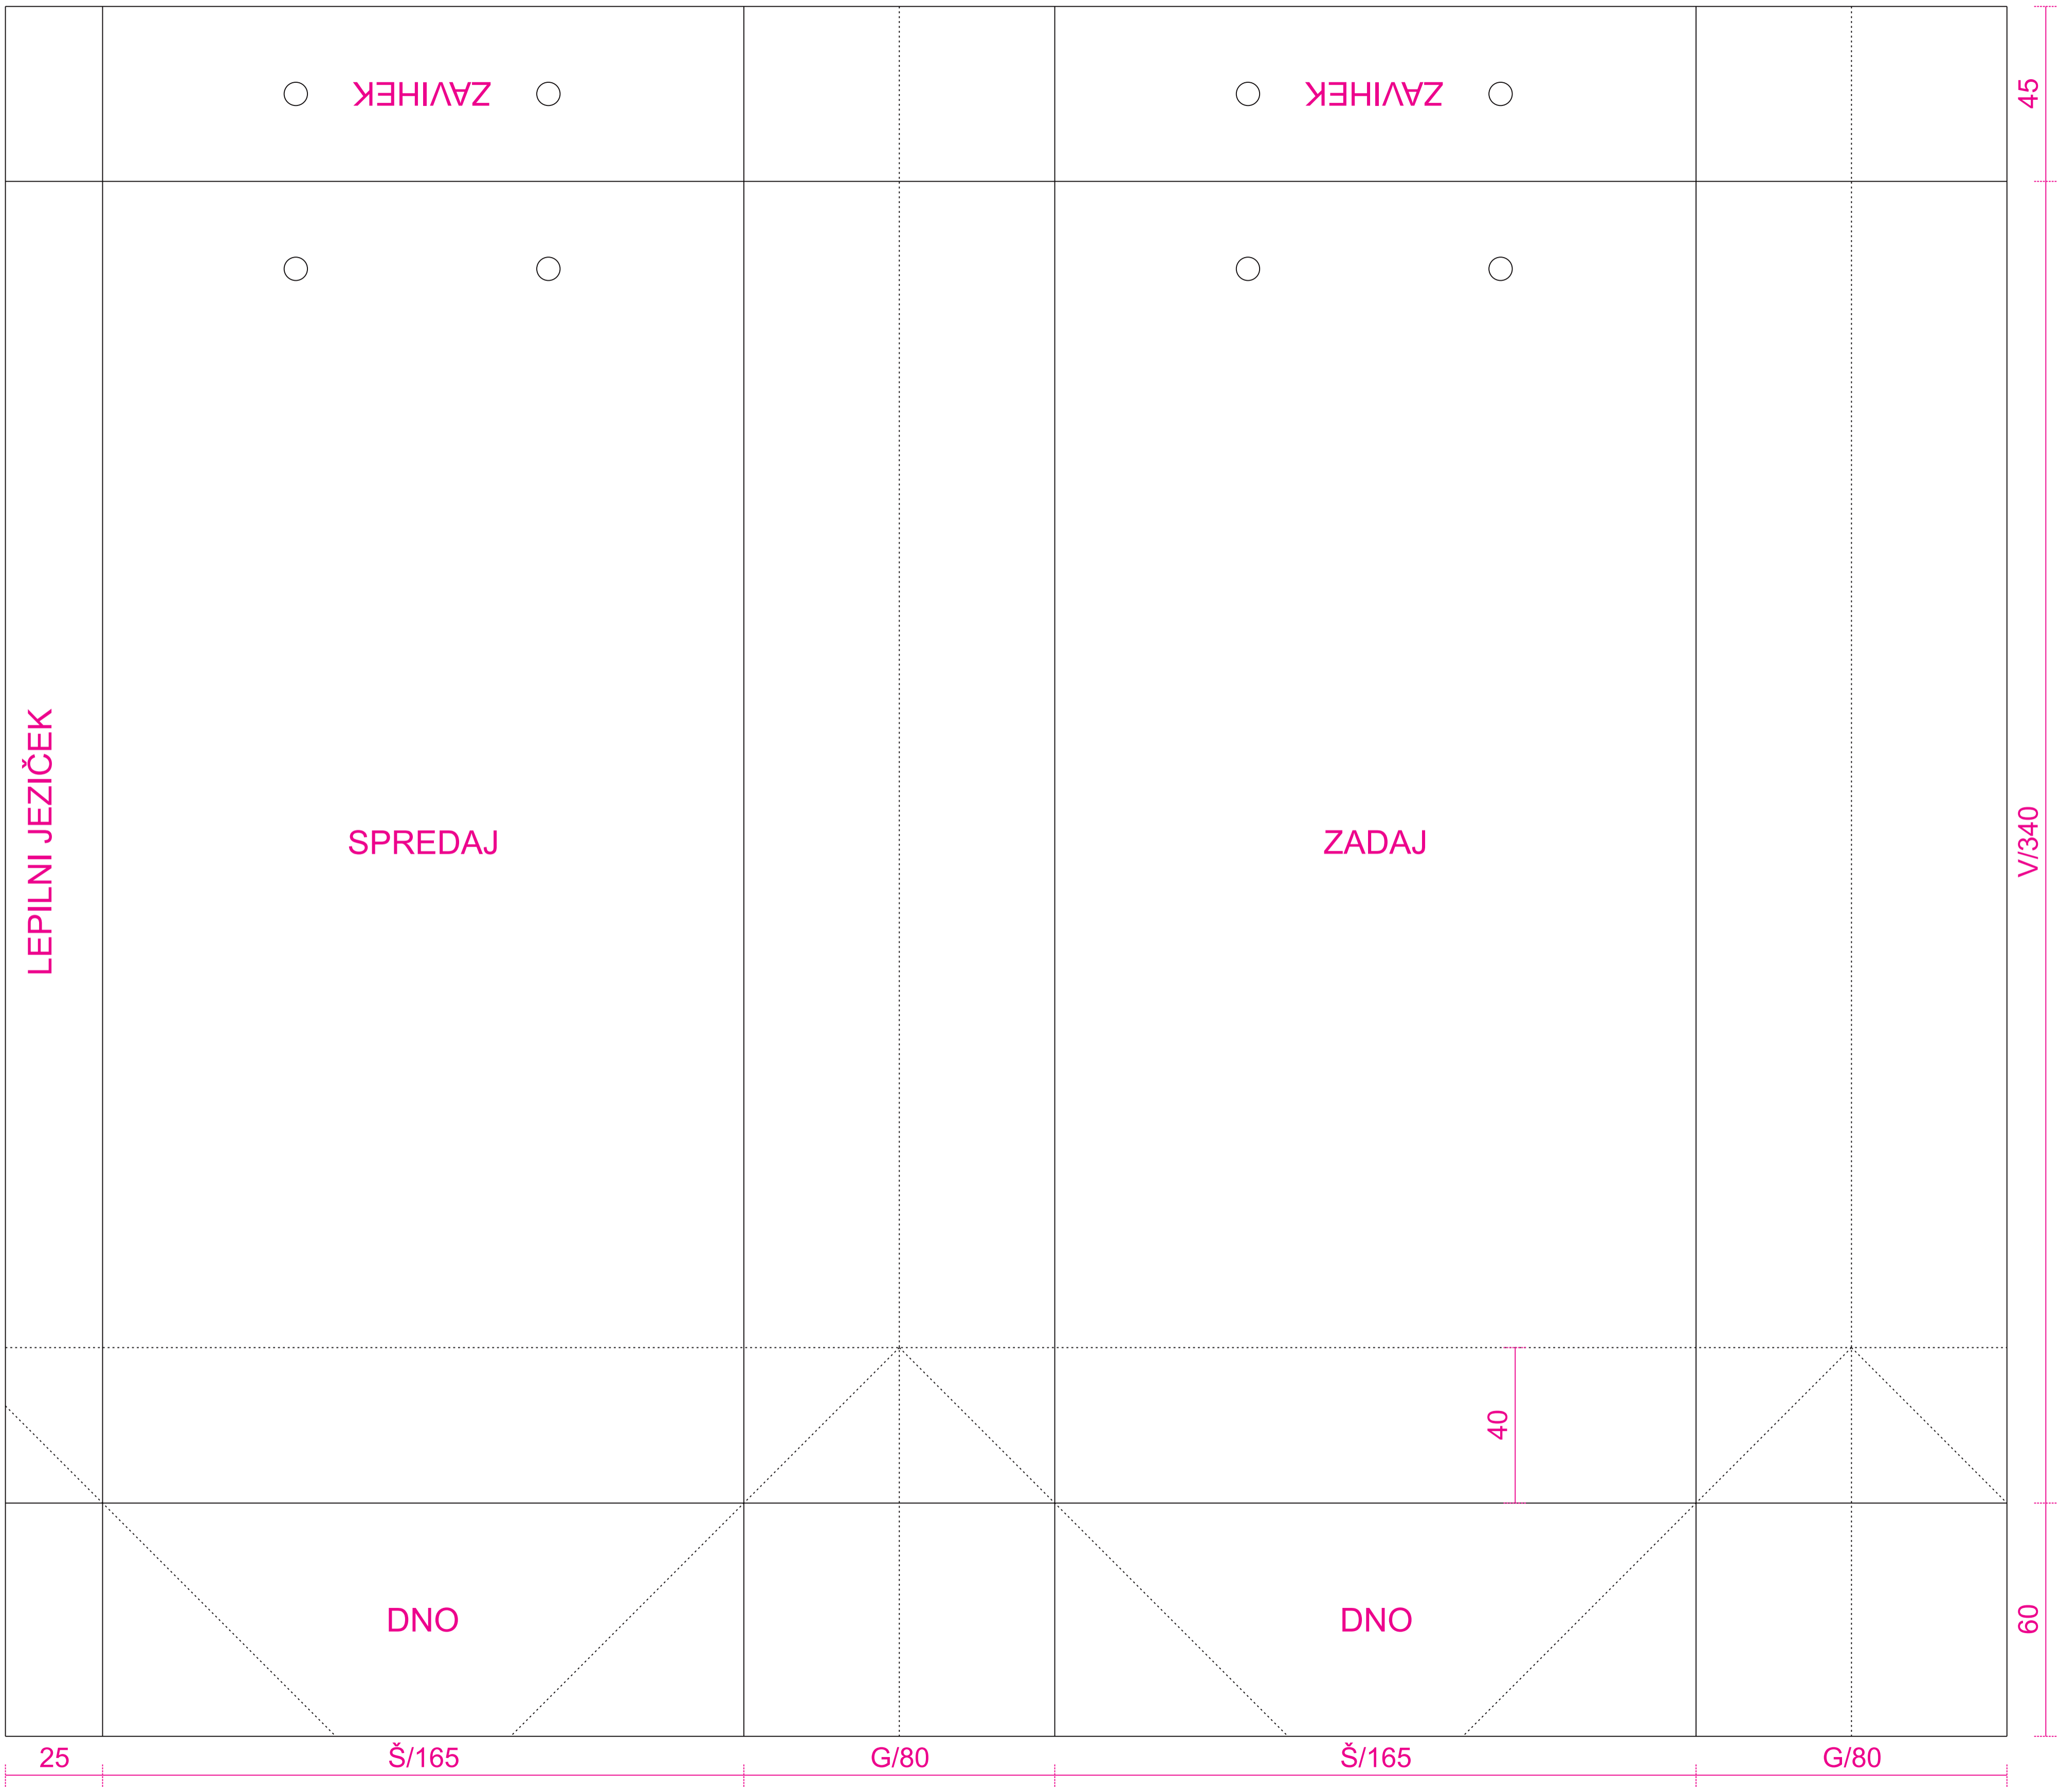 ZAVIHEK
ZAVIHEK
45
LEPILNI JEZIČEK
SPREDAJ
ZADAJ
V/340
40
DNO
DNO
60
25
Š/165
G/80
Š/165
G/80